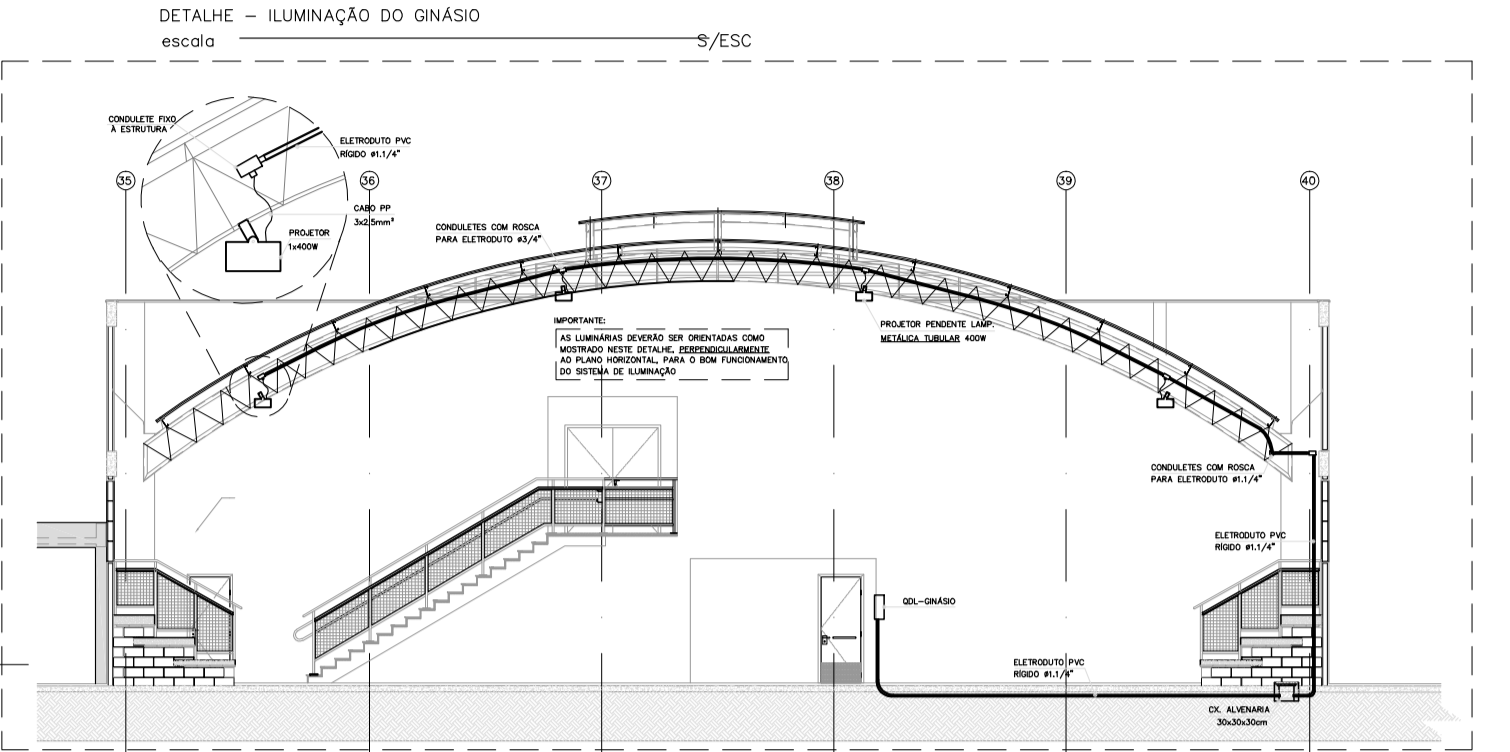 DETALHE – ILUMINAÇÃO DO GINÁSIO
escala S/ESC
CONDULETE FIXO
À ESTRUTURA
ELETRODUTO PVC
RÍGIDO ø1.1/4"
CABO PP
3x2,5mm²
PROJETOR
1x400W
35
36
37
38
39
40
CONDULETES COM ROSCA
PARA ELETRODUTO ø3/4"
IMPORTANTE:
AS LUMINÁRIAS DEVERÃO SER ORIENTADAS COMO
MOSTRADO NESTE DETALHE, PERPENDICULARMENTE
AO PLANO HORIZONTAL, PARA O BOM FUNCIONAMENTO
DO SISTEMA DE ILUMINAÇÃO
PROJETOR PENDENTE LAMP.
METÁLICA TUBULAR 400W
CONDULETES COM ROSCA
PARA ELETRODUTO ø1.1/4"
ELETRODUTO PVC
RÍGIDO ø1.1/4"
QDL-GINÁSIO
ELETRODUTO PVC
RÍGIDO ø1.1/4"
CX. ALVENARIA
30x30x30cm